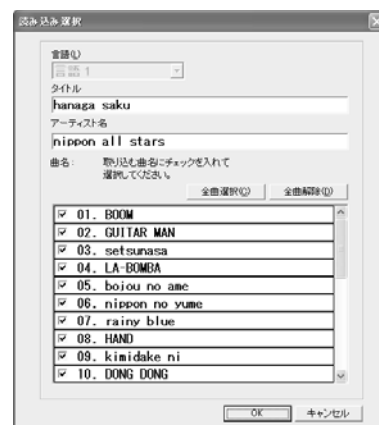 読み込み選択
言語(L)
言語 1
タイトル
hanaga saku
アーティスト名
nippon all stars
曲名: 取り込む曲名にチェックを入れて
選択してください。
全曲選択(C) 全曲解除(D)
01. BOOM
02. GUITAR MAN
03. setsunasa
04. LA-BOMBA
05. bojou no ame
06. nippon no yume
07. rainy blue
08. HAND
09. kimidake ni
10. DONG DONG
OK キャンセル